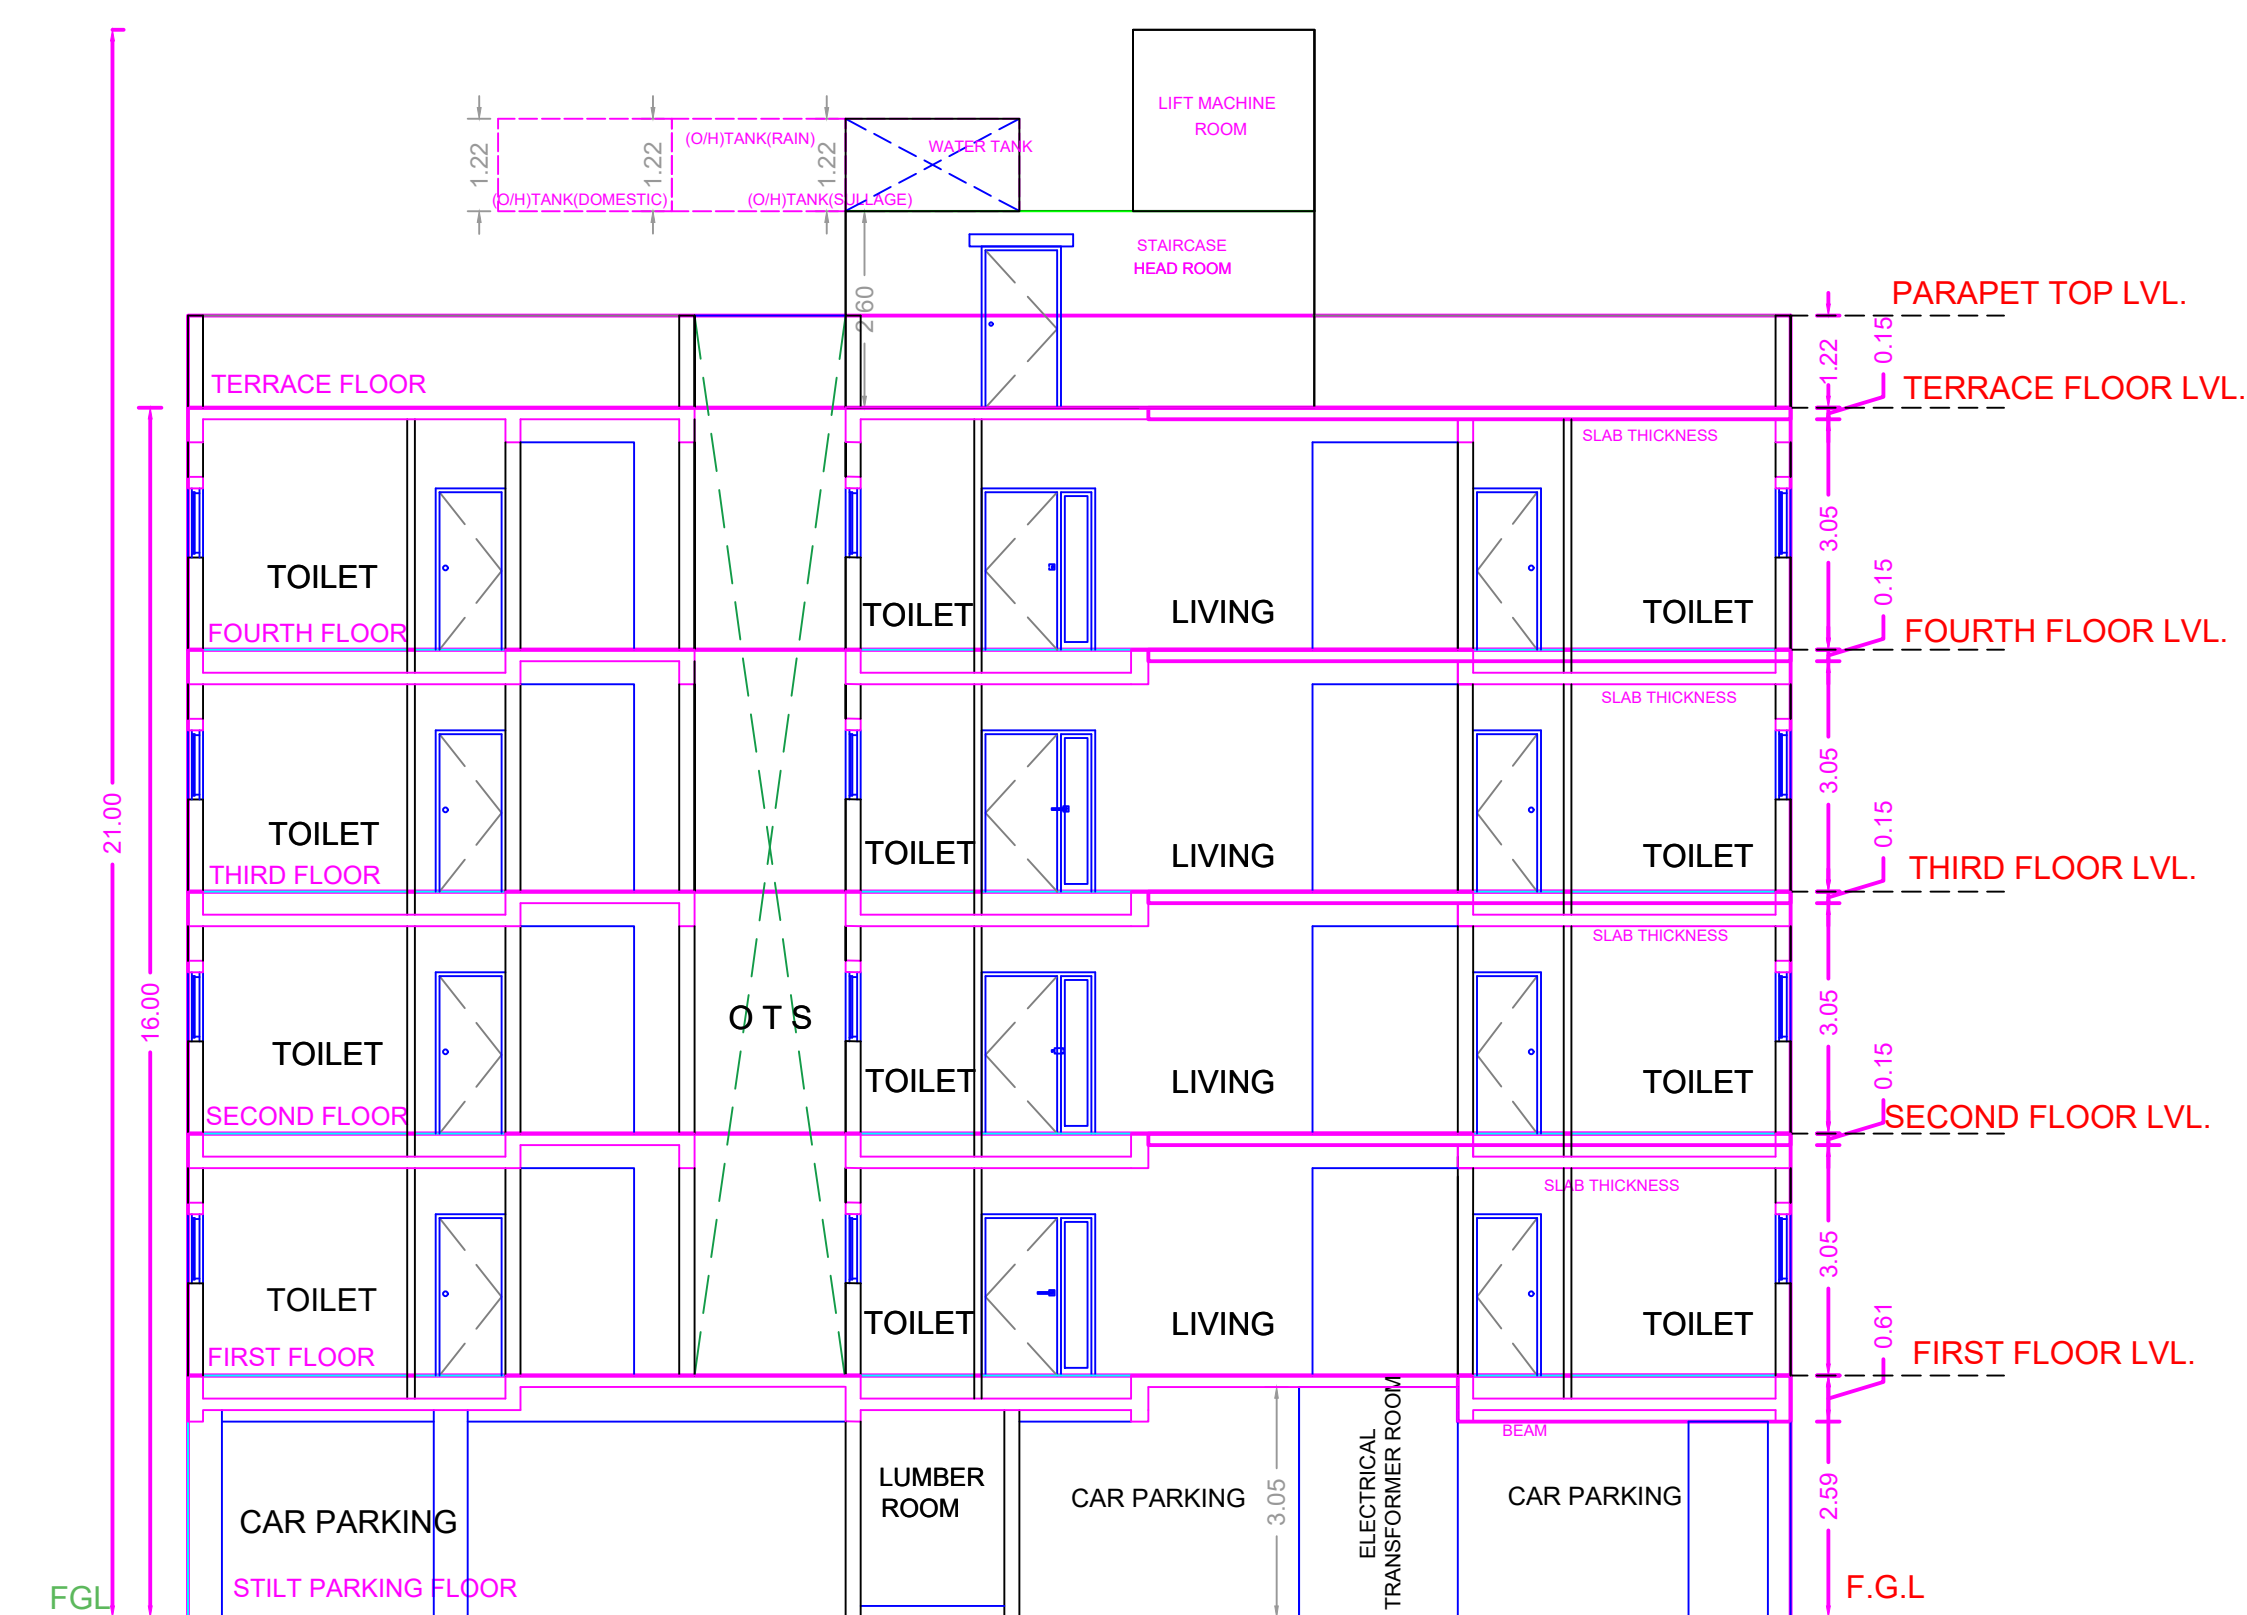 LIFT MACHINE
ROOM
(O/H)TANK(RAIN)
WATER TANK
1.22
1.22
1.22
(O/H)TANK(DOMESTIC)
(O/H)TANK(SULLAGE)
STAIRCASE
HEAD ROOM
2.60
PARAPET TOP LVL.
1.22
0.15
TERRACE FLOOR
TERRACE FLOOR LVL.
SLAB THICKNESS
3.05
TOILET
TOILET
LIVING
TOILET
0.15
FOURTH FLOOR
FOURTH FLOOR LVL.
SLAB THICKNESS
3.05
21.00
TOILET
TOILET
LIVING
TOILET
0.15
THIRD FLOOR
THIRD FLOOR LVL.
SLAB THICKNESS
16.00
O T S
3.05
TOILET
TOILET
LIVING
TOILET
0.15
SECOND FLOOR
SECOND FLOOR LVL.
SLAB THICKNESS
3.05
TOILET
TOILET
LIVING
TOILET
0.61
FIRST FLOOR
FIRST FLOOR LVL.
BEAM
LUMBER
ROOM
CAR PARKING
CAR PARKING
3.05
ELECTRICAL
TRANSFORMER ROOM
CAR PARKING
2.59
STILT PARKING FLOOR
FGL
F.G.L